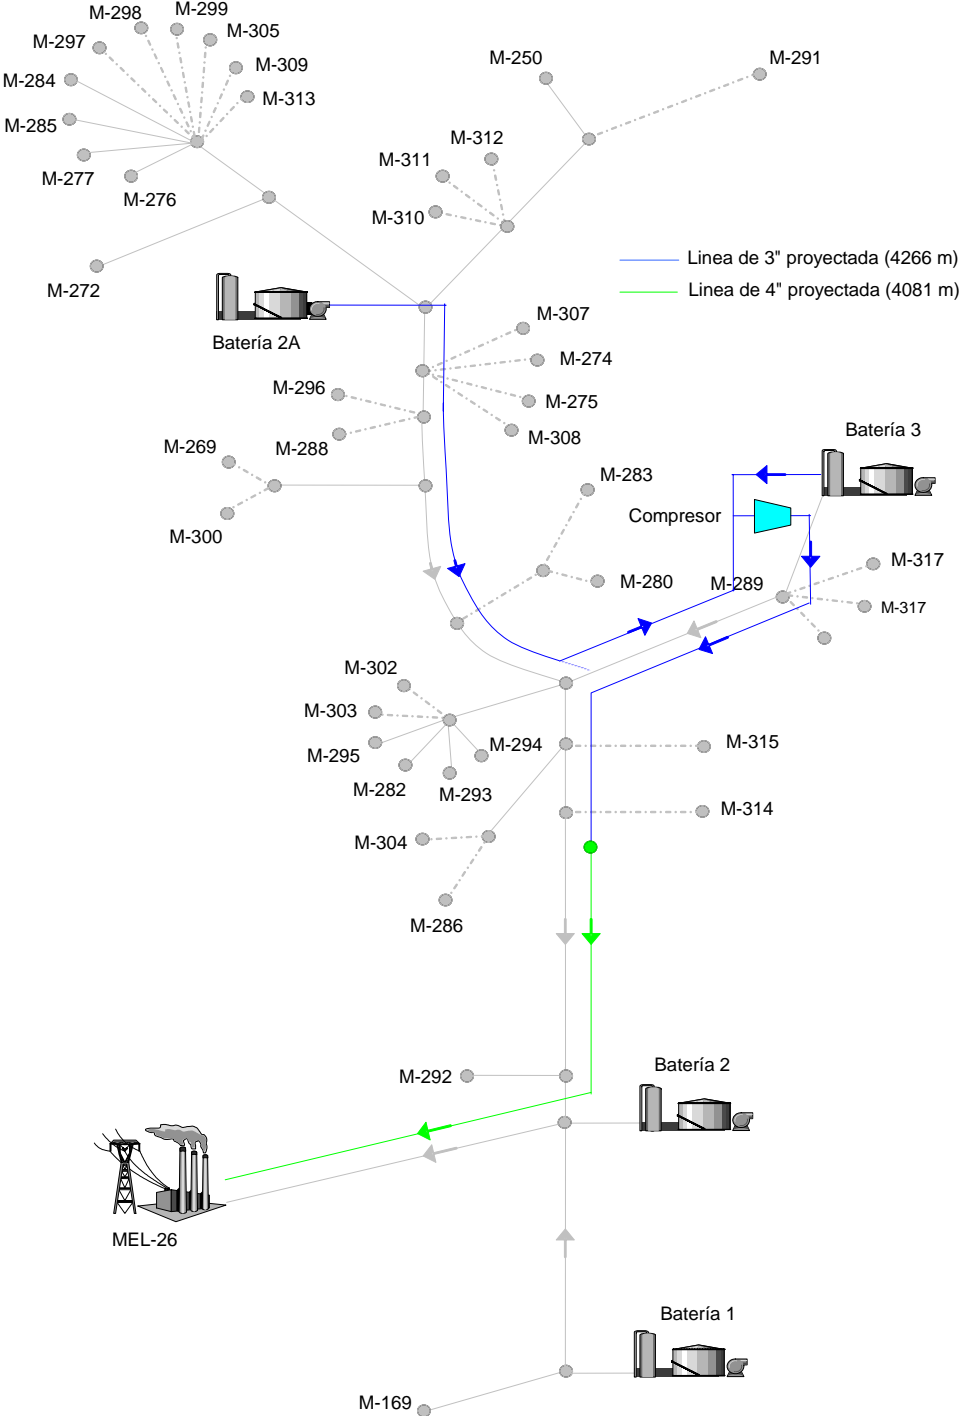 M-298
M-299
M-297
M-305
M-309
M-284
M-313
M-285
M-277
M-276
M-272
M-250
M-291
M-312
M-311
M-310
Linea de 3" proyectada (4266 m)
Linea de 4" proyectada (4081 m)
Batería 2A
M-307
M-274
M-296
M-275
M-288
M-308
M-269
M-300
Batería 3
M-283
Compresor
M-280
M-289
M-317
M-317
M-302
M-303
M-295
M-294
M-282
M-293
M-315
M-314
M-304
M-286
M-292
Batería 2
MEL-26
Batería 1
M-169